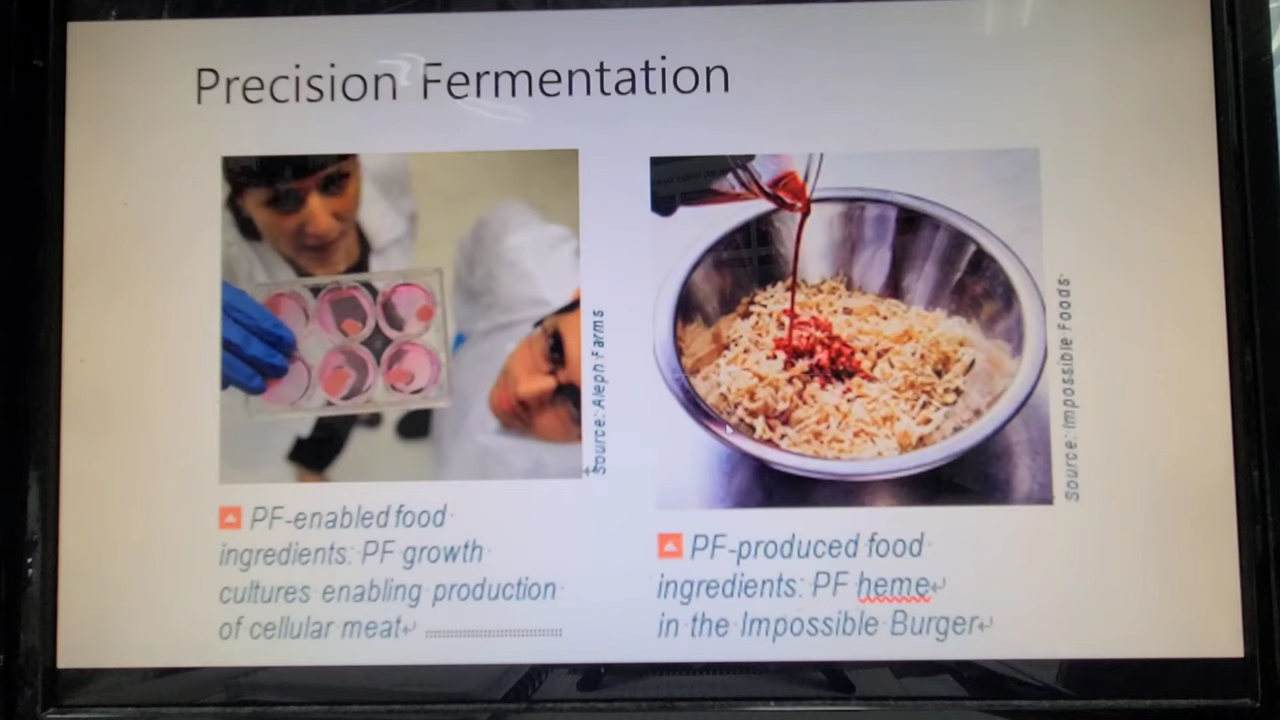 Precision Fermentation
Source: Aleph Farms
PF-enabled food
ingredients: PF growth
cultures enabling production
of cellular meat
Source: Impossible Foods
PF-produced food
ingredients: PF heme
in the Impossible Burger